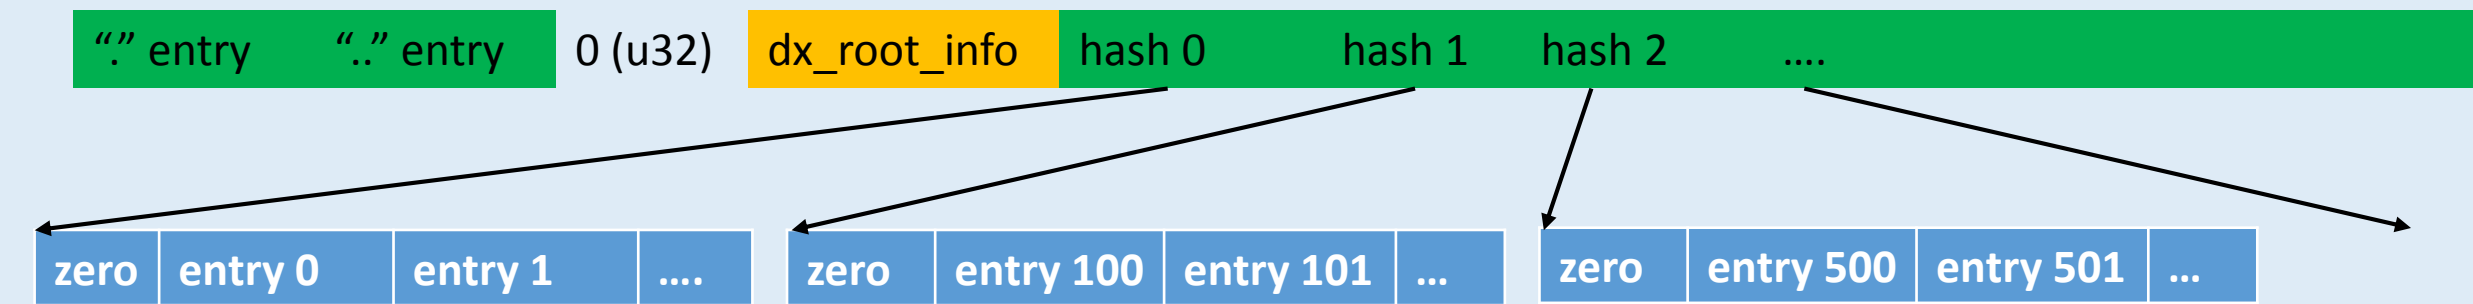 “.” entry “..” entry 0 (u32) dx_root_info hash 0 hash 1 hash 2 ....
zero entry 0 entry 1 .... zero entry 100 entry 101 ... zero entry 500 entry 501 ...